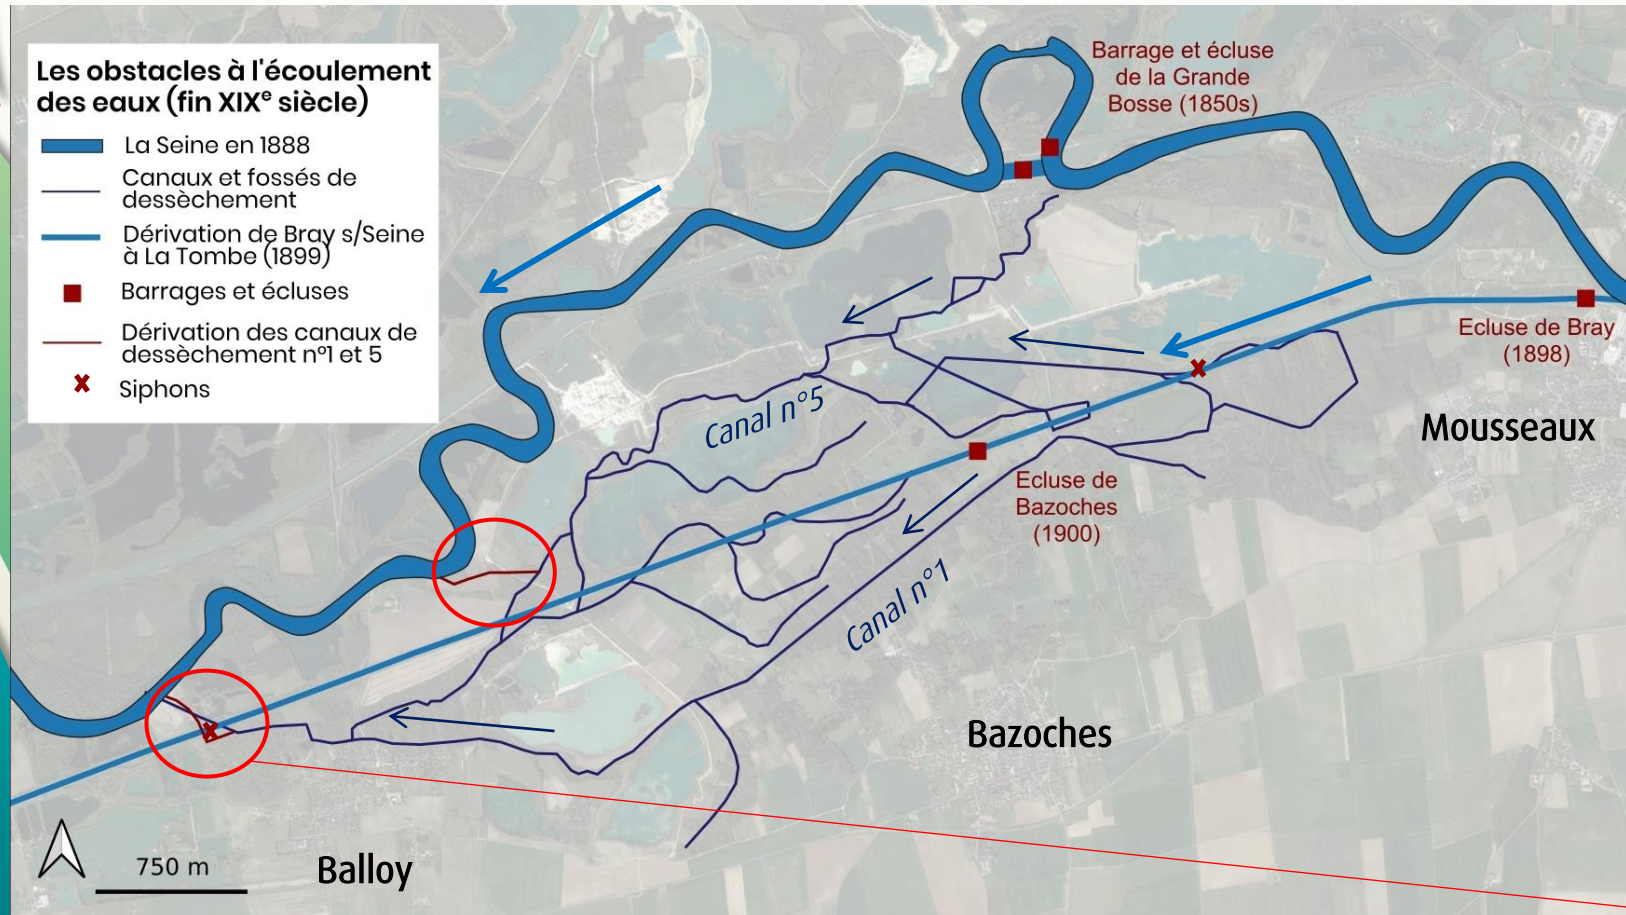 Les obstacles à l'écoulement
des eaux (fin XIXe siècle)
La Seine en 1888
Canaux et fossés de
dessèchement
Dérivation de Bray s/Seine
à La Tombe (1899)
Barrages et écluses
Dérivation des canaux de
dessèchement n°1 et 5
Siphons
Barrage et écluse
de la Grande
Bosse (1850s)
Ecluse de Bray
(1898)
Mousseaux
Canal n°5
Ecluse de
Bazoches
(1900)
Canal n°1
Bazoches
Balloy
750 m